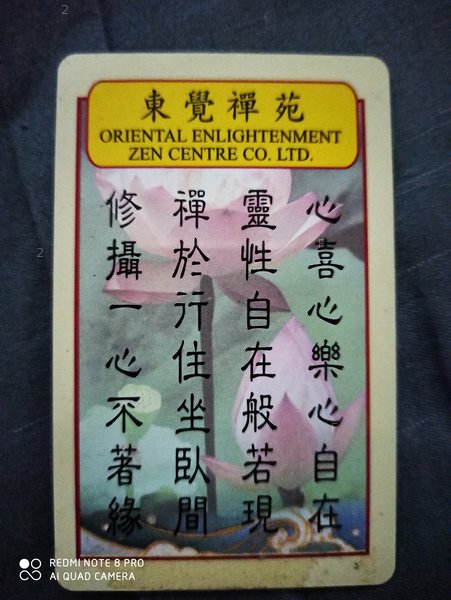 東覺禪苑
ORIENTAL ENLIGHTENMENT
ZEN CENTRE CO. LTD.
心喜心樂心自在
靈性自在般若現
禪於行住坐臥間
修攝一心不著緣
REDMI NOTE 8 PRO
AI QUAD CAMERA
2
2